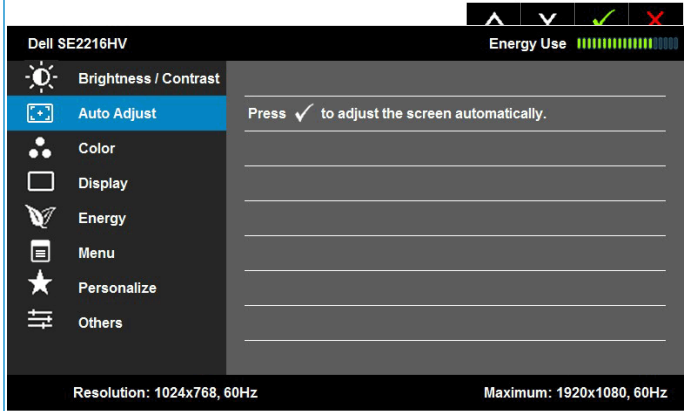 Dell SE2216HV Energy Use
Brightness / Contrast
Auto Adjust Press ✓ to adjust the screen automatically.
Color
Display
Energy
Menu
Personalize
Others
Resolution: 1024x768, 60Hz Maximum: 1920x1080, 60Hz